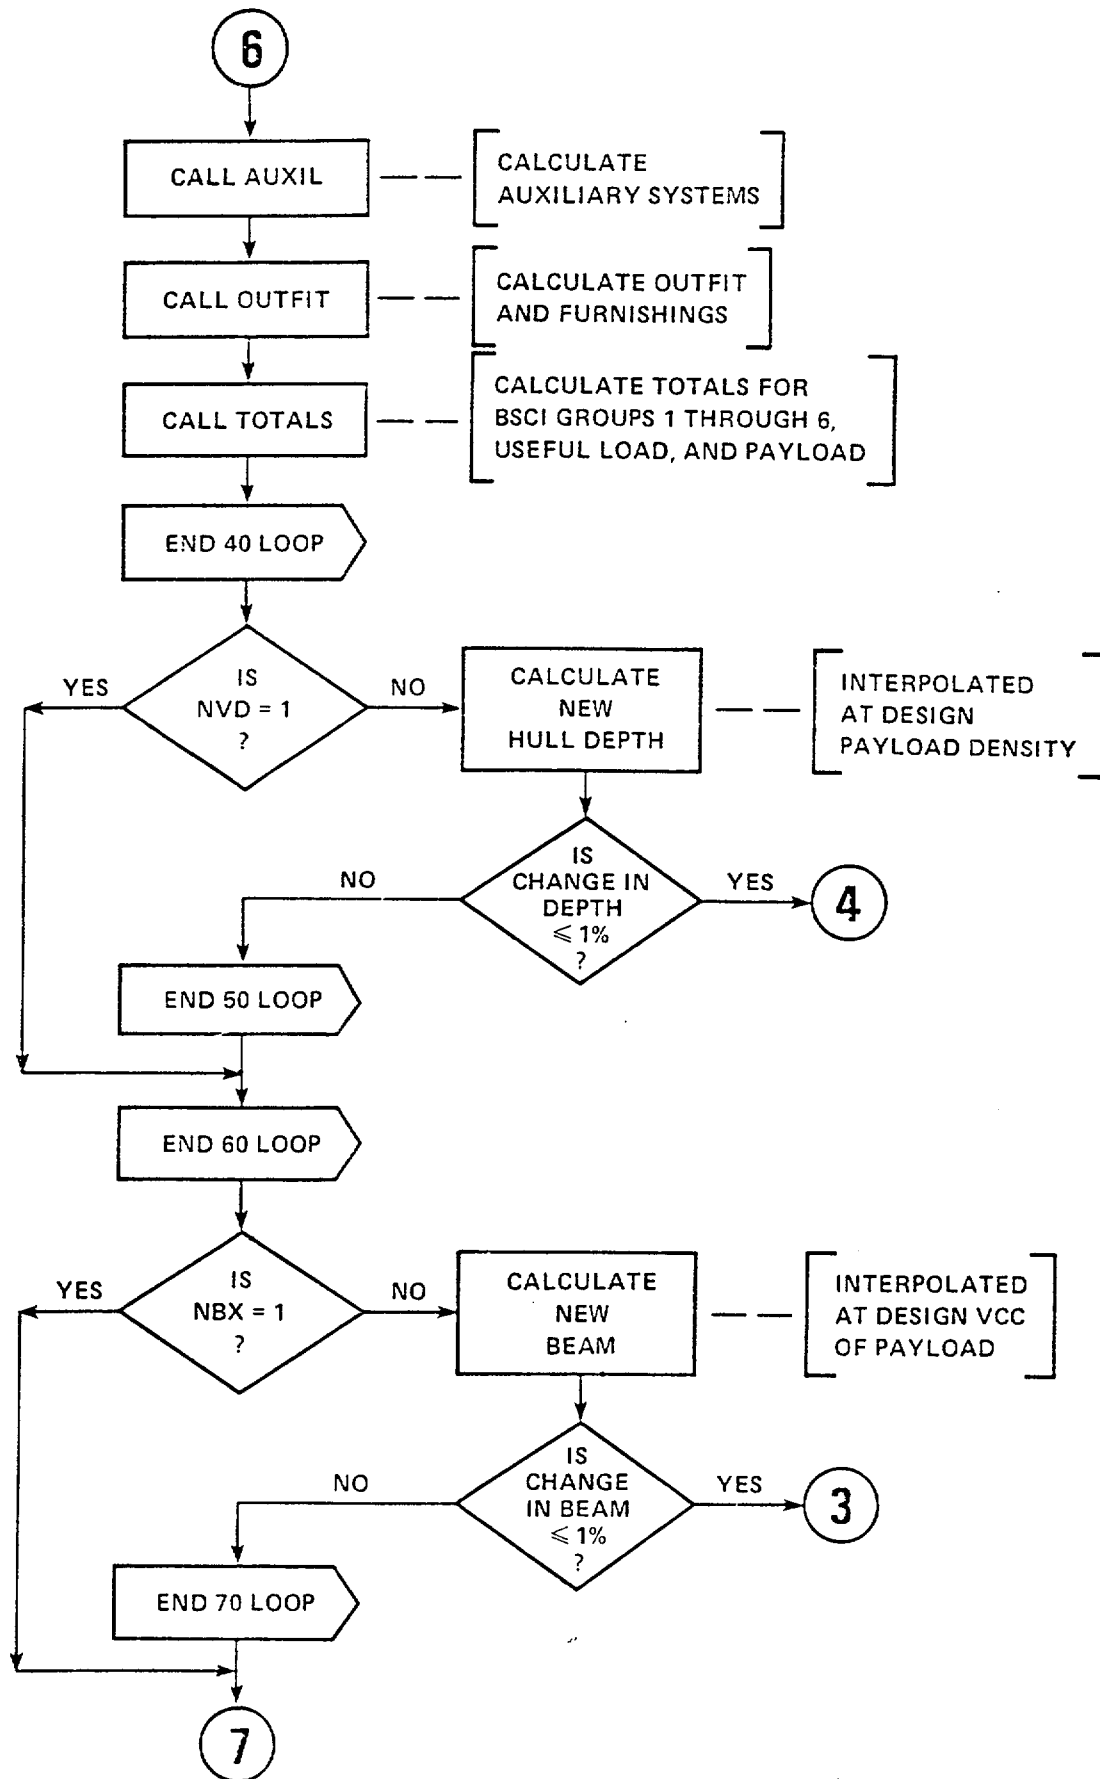 6
CALL AUXIL
CALCULATE
AUXILIARY SYSTEMS
CALL OUTFIT
CALCULATE OUTFIT
AND FURNISHINGS
CALL TOTALS
CALCULATE TOTALS FOR
BSCI GROUPS 1 THROUGH 6,
USEFUL LOAD, AND PAYLOAD
END 40 LOOP
IS
NVD = 1
?
YES
NO
CALCULATE
NEW
HULL DEPTH
INTERPOLATED
AT DESIGN
PAYLOAD DENSITY
IS
CHANGE IN
DEPTH
⩽ 1%
?
NO
YES
4
END 50 LOOP
END 60 LOOP
IS
NBX = 1
?
YES
NO
CALCULATE
NEW
BEAM
INTERPOLATED
AT DESIGN VCC
OF PAYLOAD
IS
CHANGE
IN BEAM
⩽ 1%
?
NO
YES
3
END 70 LOOP
7